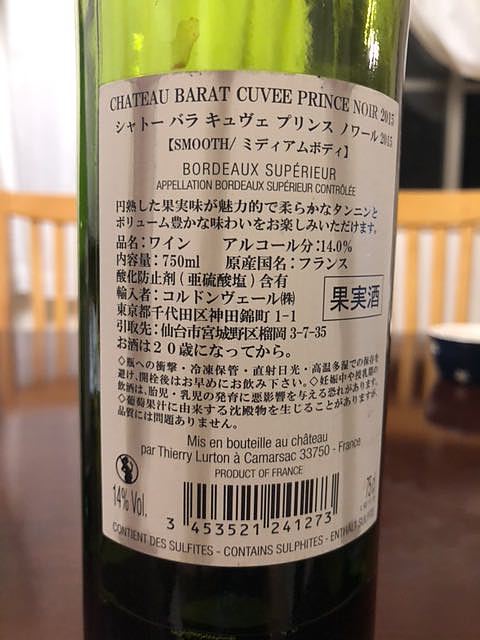 CHATEAU BARAT CUVEE PRINCE NOIR 2015
シャトー バラ キュヴェ プリンス ノワール 2015
【SMOOTH/ ミディアムボディ】
BORDEAUX SUPÉRIEUR
APPELLATION BORDEAUX SUPÉRIEUR CONTRÔLÉE
円熟した果実味が魅力的で柔らかなタンニンと
ボリューム豊かな味わいをお楽しみいただけます。
品名：ワイン アルコール分：14.0%
内容量：750ml 原産国名：フランス
酸化防止剤（亜硫酸塩）含有
輸入者：コルドンヴェール㈱
東京都千代田区神田錦町 1-1
引取先：仙台市宮城野区榴岡 3-7-35
お酒は２０歳になってから。
果実酒
◇瓶への衝撃・冷凍保管・直射日光・高温多湿での保存を
避け、開栓後はお早めにお飲み下さい。◇妊娠中や授乳期の
飲酒は、胎児・乳児の発育に悪影響を与える恐れがあります。
◇葡萄果汁に由来する沈殿物を生じることがありますが、
品質には問題ありません。
Mis en bouteille au château
par Thierry Lurton à Camarsac 33750 - France
PRODUCT OF FRANCE
14% Vol.
75cl
3 453521 241273
CONTIENT DES SULFITES - CONTAINS SULPHITES - ENTHÄLT